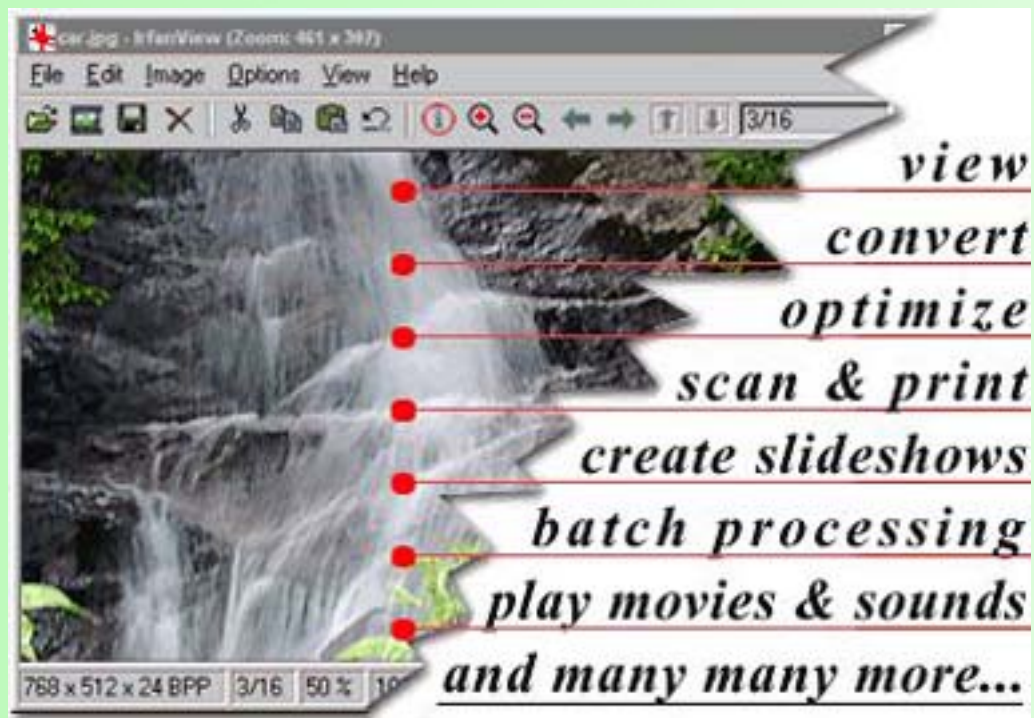 car.jpg - IrfanView (Zoom: 461 x 307)
File Edit Image Options View Help
3/16
view
convert
optimize
scan & print
create slideshows
batch processing
play movies & sounds
and many many more...
768 x 512 x 24 BPP 3/16 50 %